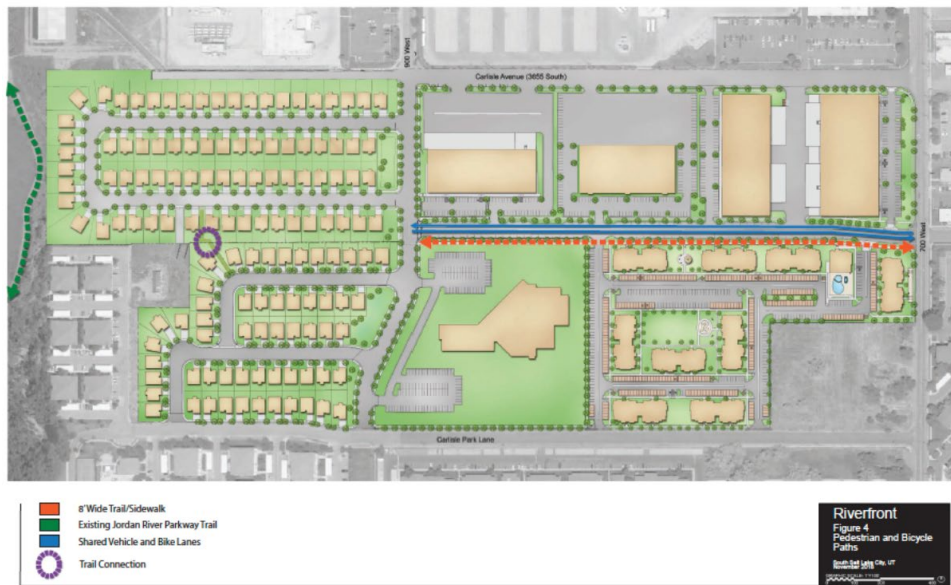 900 West
Carlisle Avenue (3655 South)
700 West
Carlisle Park Lane
8' Wide Trail/Sidewalk
Existing Jordan River Parkway Trail
Shared Vehicle and Bike Lanes
Trail Connection
Riverfront
Figure 4
Pedestrian and Bicycle
Paths
South Salt Lake City, UT
November 2016